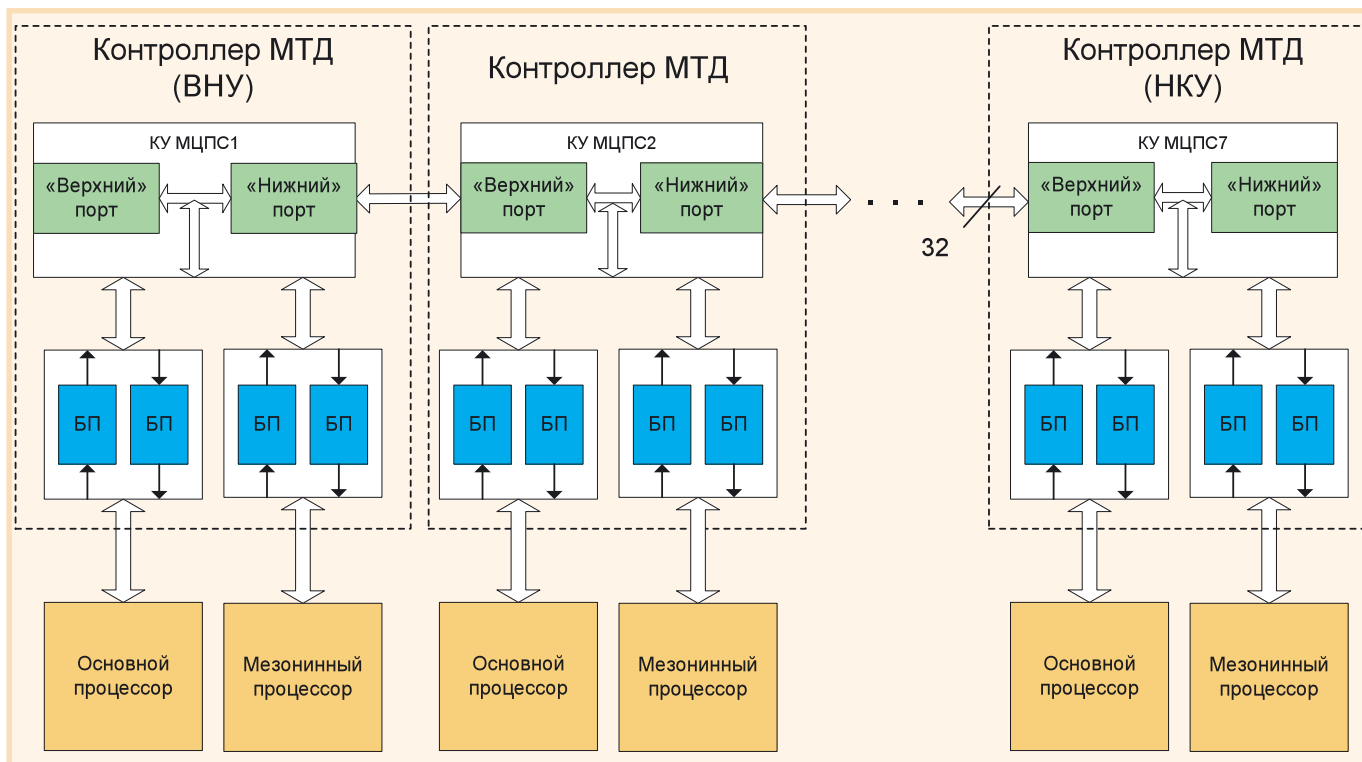 Контроллер МТД
(ВНУ)
Контроллер МТД
Контроллер МТД
(НКУ)
КУ МЦПС1
КУ МЦПС2
КУ МЦПС7
«Верхний»
порт
«Нижний»
порт
«Верхний»
порт
«Нижний»
порт
. . .
32
«Верхний»
порт
«Нижний»
порт
БП
БП
БП
БП
БП
БП
БП
БП
БП
БП
БП
БП
Основной
процессор
Мезонинный
процессор
Основной
процессор
Мезонинный
процессор
Основной
процессор
Мезонинный
процессор